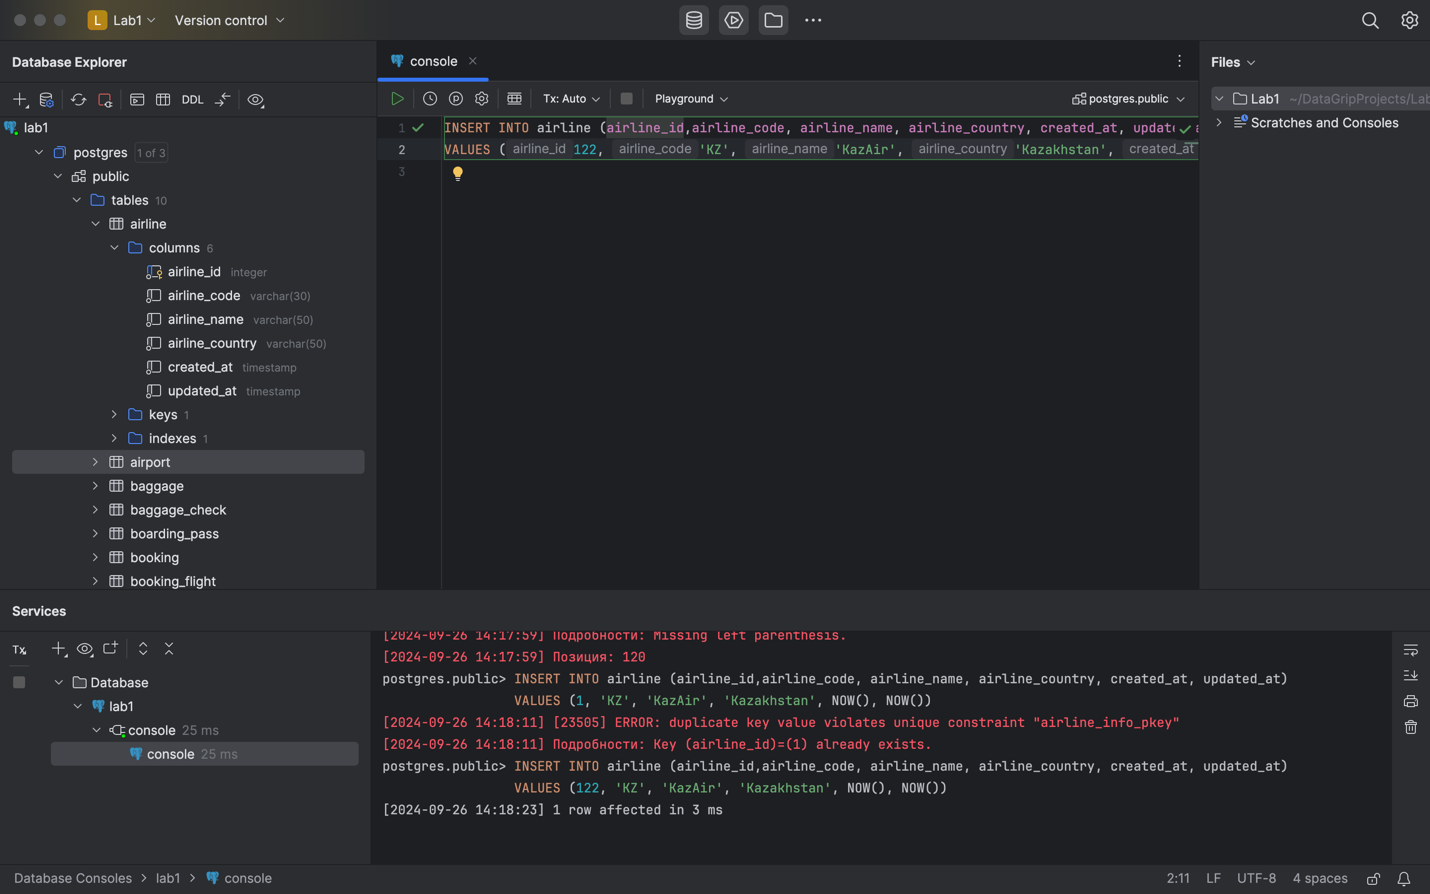 L Lab1 Version control
Database Explorer
DDL
lab1
postgres 1 of 3
public
tables 10
airline
columns 6
airline_id integer
airline_code varchar(30)
airline_name varchar(50)
airline_country varchar(50)
created_at timestamp
updated_at timestamp
keys 1
indexes 1
airport
baggage
baggage_check
boarding_pass
booking
booking_flight
console
Tx: Auto Playground postgres.public
1 INSERT INTO airline (airline_id,airline_code, airline_name, airline_country, created_at, update
2 VALUES ( airline_id 122, airline_code 'KZ', airline_name 'KazAir', airline_country 'Kazakhstan', created_at
3
Files
Lab1 ~/DataGripProjects/Lab
Scratches and Consoles
Services
Tx
Database
lab1
console 25 ms
console 25 ms
[2024-09-26 14:17:59] Подробности: Missing left parenthesis.
[2024-09-26 14:17:59] Позиция: 120
postgres.public> INSERT INTO airline (airline_id,airline_code, airline_name, airline_country, created_at, updated_at)
VALUES (1, 'KZ', 'KazAir', 'Kazakhstan', NOW(), NOW())
[2024-09-26 14:18:11] [23505] ERROR: duplicate key value violates unique constraint "airline_info_pkey"
[2024-09-26 14:18:11] Подробности: Key (airline_id)=(1) already exists.
postgres.public> INSERT INTO airline (airline_id,airline_code, airline_name, airline_country, created_at, updated_at)
VALUES (122, 'KZ', 'KazAir', 'Kazakhstan', NOW(), NOW())
[2024-09-26 14:18:23] 1 row affected in 3 ms
Database Consoles > lab1 > console
2:11 LF UTF-8 4 spaces